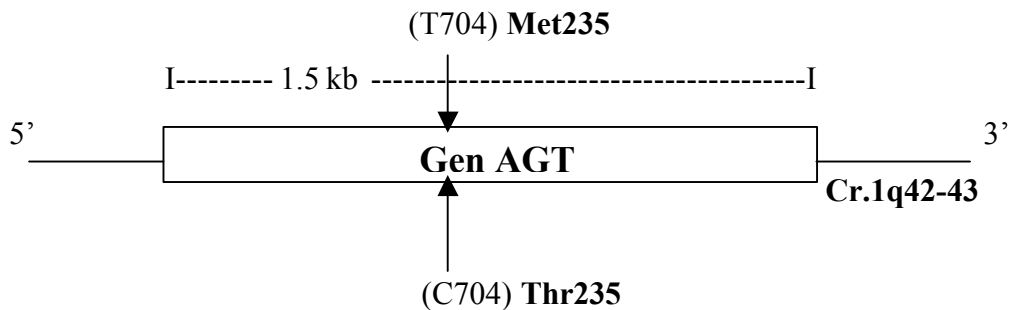 (T704) Met235
I--------- 1.5 kb ---------------------------------------I
5’ 3’
Gen AGT
Cr.1q42-43
(C704) Thr235